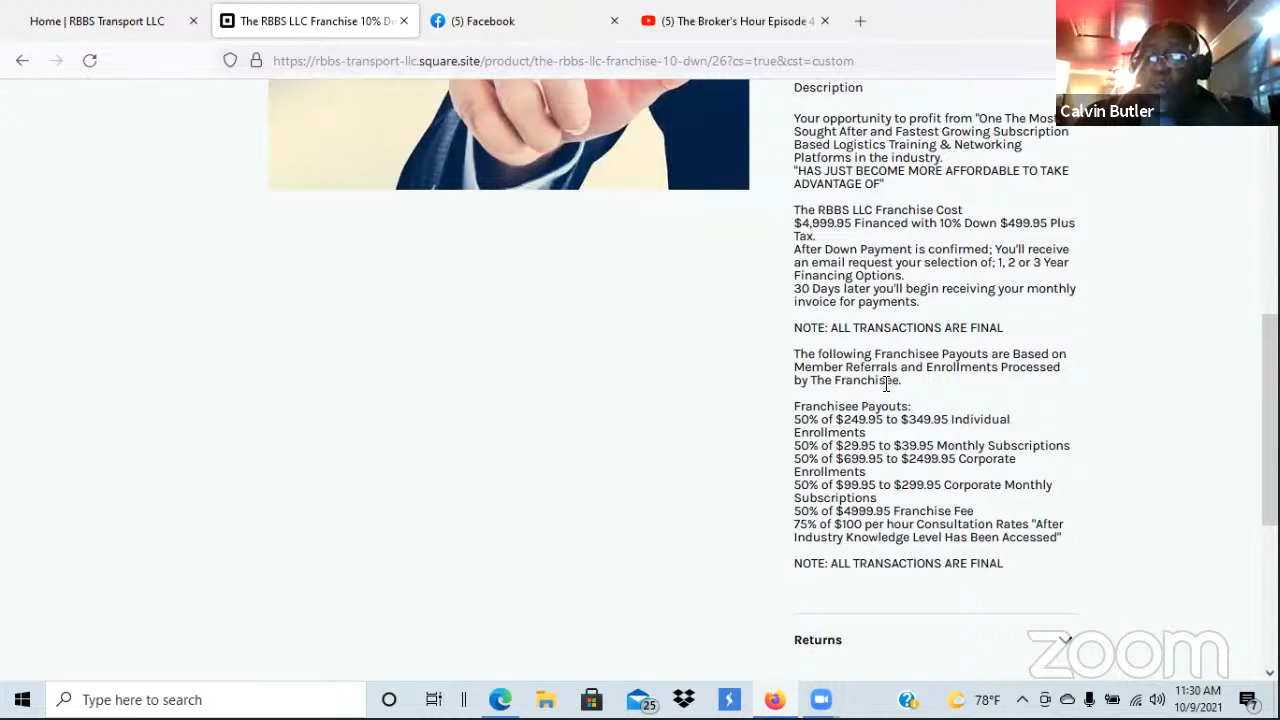 Home | RBBS Transport LLC
The RBBS LLC Franchise 10% Dw
(5) Facebook
(5) The Broker's Hour Episode 4
https://rbbs-transport-llc.square.site/product/the-rbbs-llc-franchise-10-dwn/26?cs=true&cst=custom
Calvin Butler
Description
Your opportunity to profit from "One The Most
Sought After and Fastest Growing Subscription
Based Logistics Training & Networking
Platforms in the industry.
"HAS JUST BECOME MORE AFFORDABLE TO TAKE
ADVANTAGE OF"
The RBBS LLC Franchise Cost
$4,999.95 Financed with 10% Down $499.95 Plus
Tax.
After Down Payment is confirmed; You'll receive
an email request your selection of; 1, 2 or 3 Year
Financing Options.
30 Days later you'll begin receiving your monthly
invoice for payments.
NOTE: ALL TRANSACTIONS ARE FINAL
The following Franchisee Payouts are Based on
Member Referrals and Enrollments Processed
by The Franchisee.
Franchisee Payouts:
50% of $249.95 to $349.95 Individual
Enrollments
50% of $29.95 to $39.95 Monthly Subscriptions
50% of $699.95 to $2499.95 Corporate
Enrollments
50% of $99.95 to $299.95 Corporate Monthly
Subscriptions
50% of $4999.95 Franchise Fee
75% of $100 per hour Consultation Rates "After
Industry Knowledge Level Has Been Accessed"
NOTE: ALL TRANSACTIONS ARE FINAL
Returns
zoom
Type here to search
25
78°F
11:30 AM
10/9/2021
7